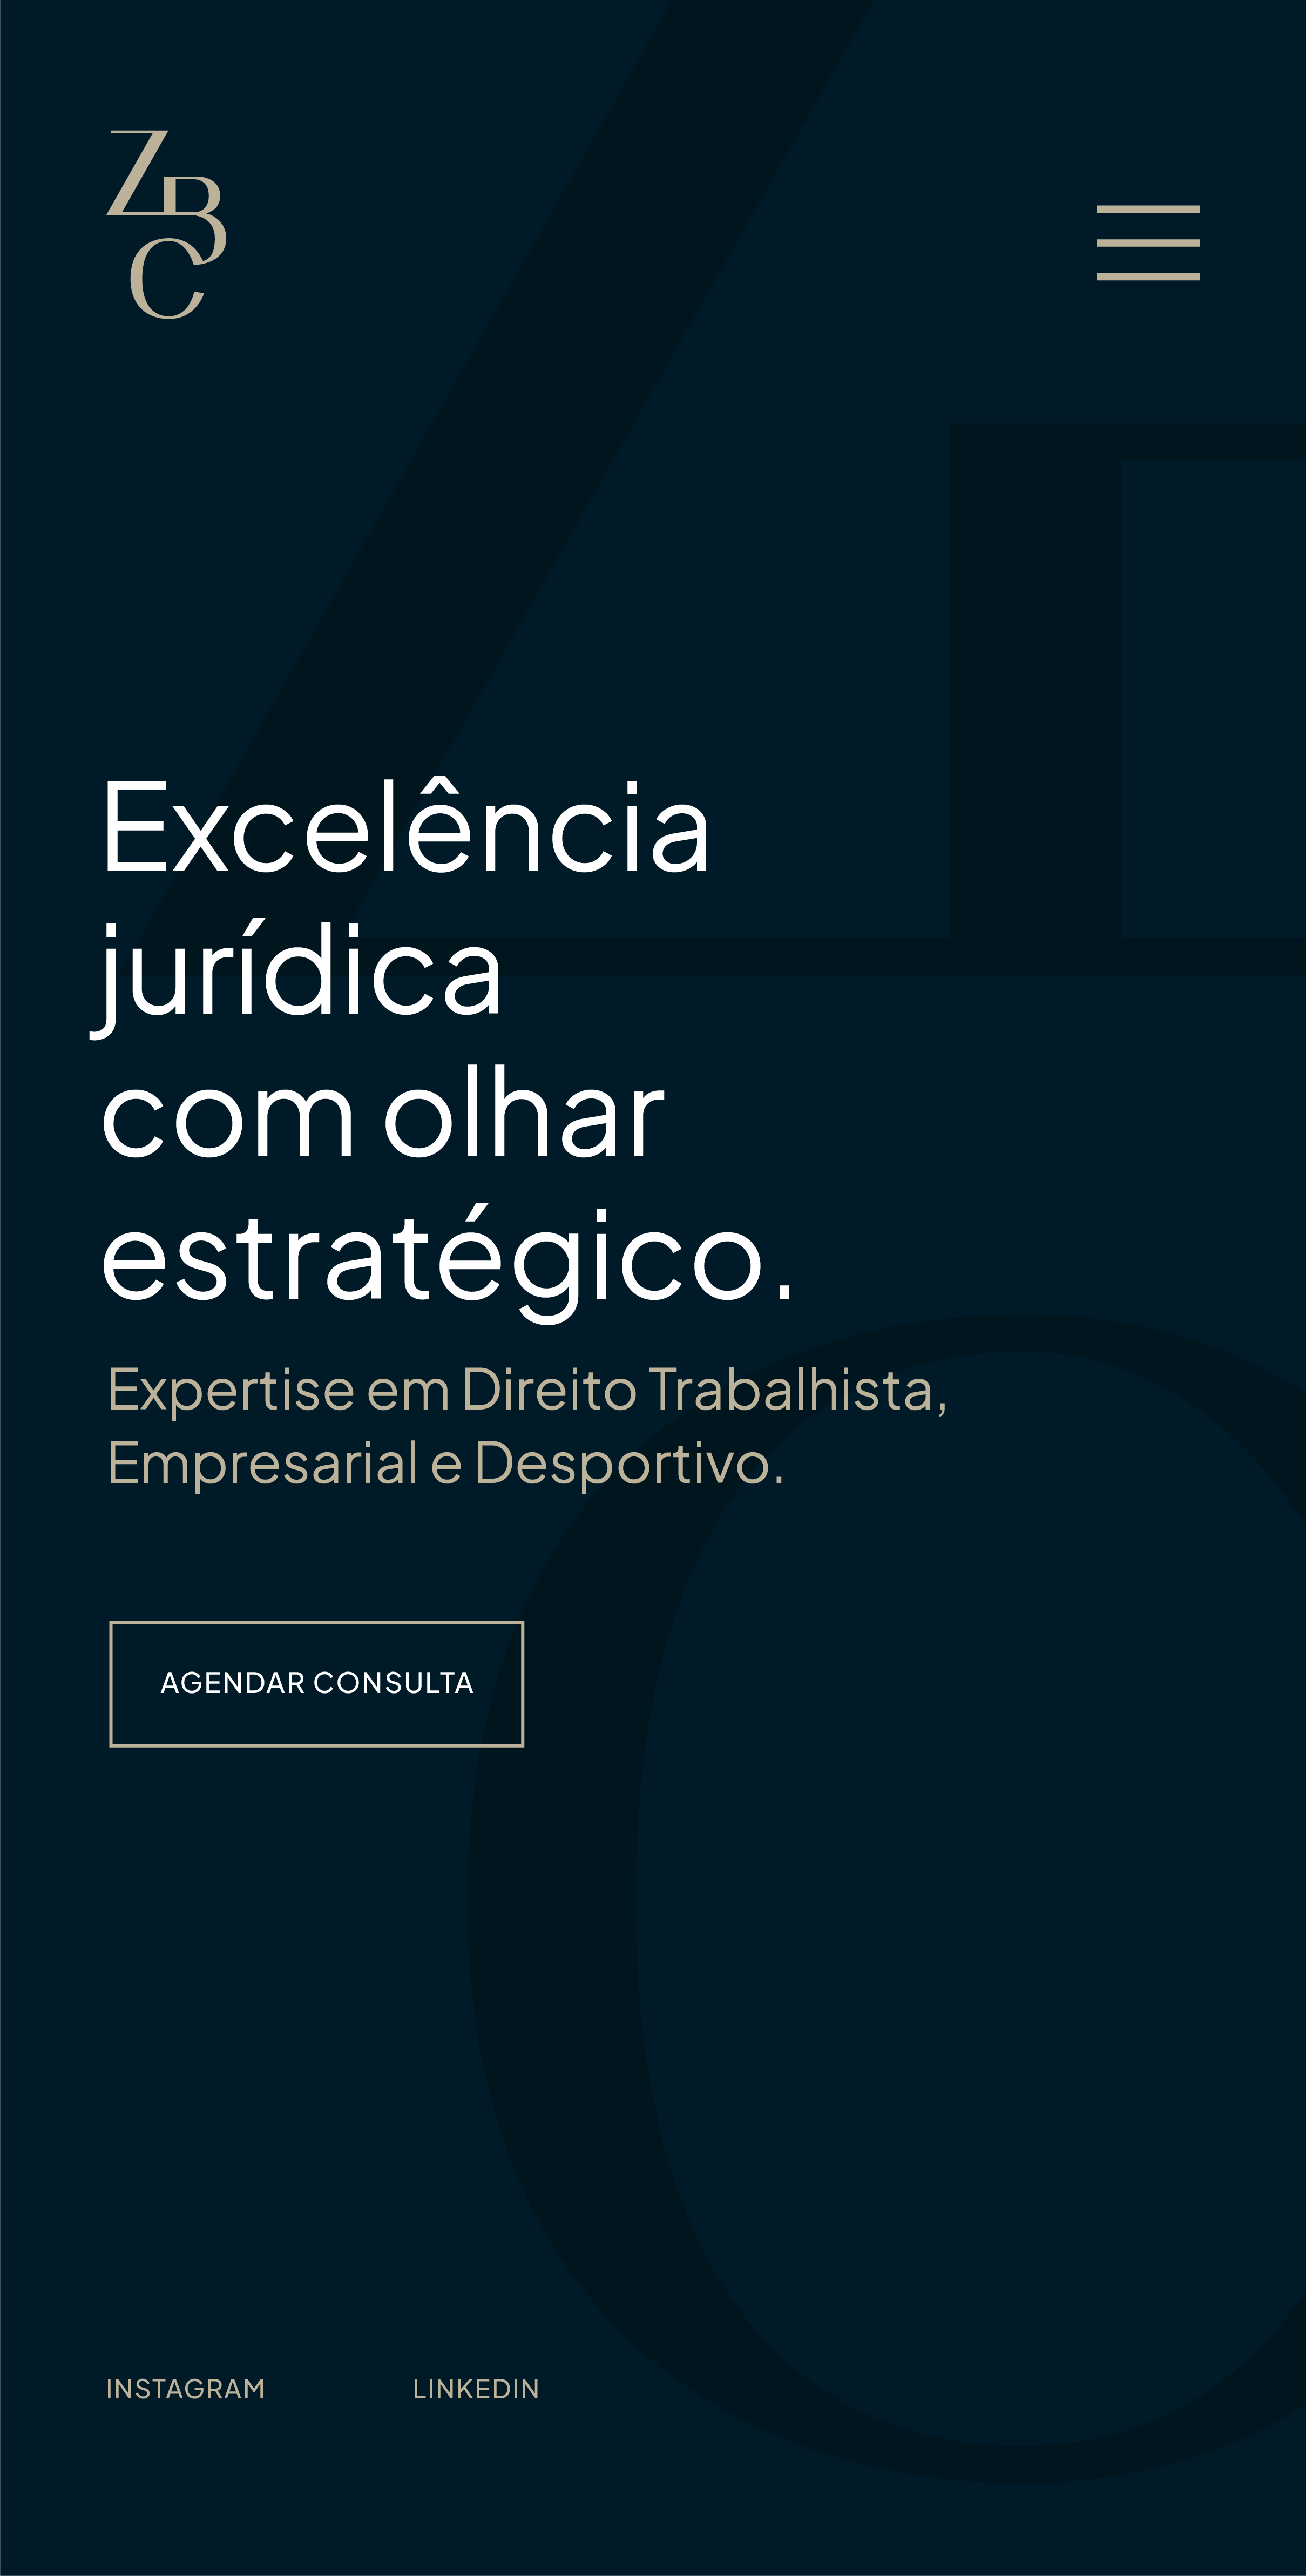 ZBC
Excelência
jurídica
com olhar
estratégico.
Expertise em Direito Trabalhista,
Empresarial e Desportivo.
AGENDAR CONSULTA
INSTAGRAM LINKEDIN